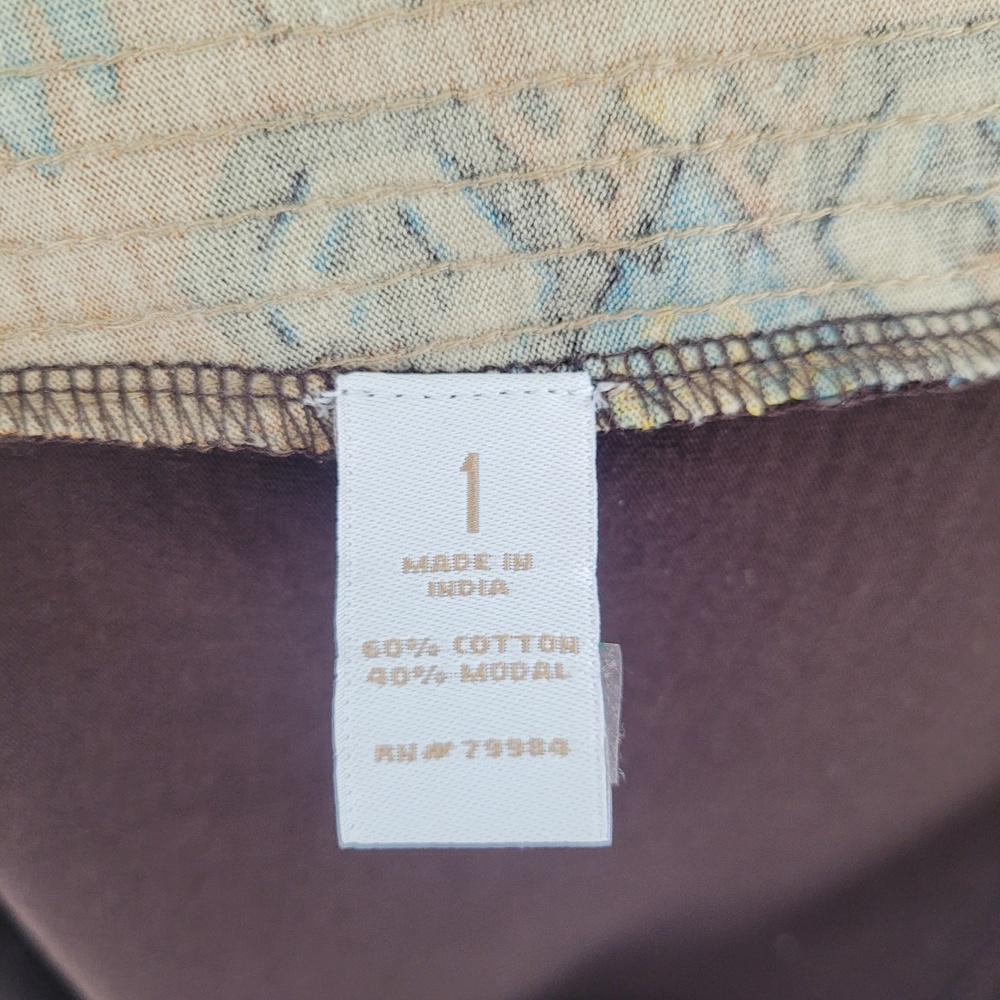 1
MADE IN
INDIA
60% COTTON
40% MODAL
RN# 79984